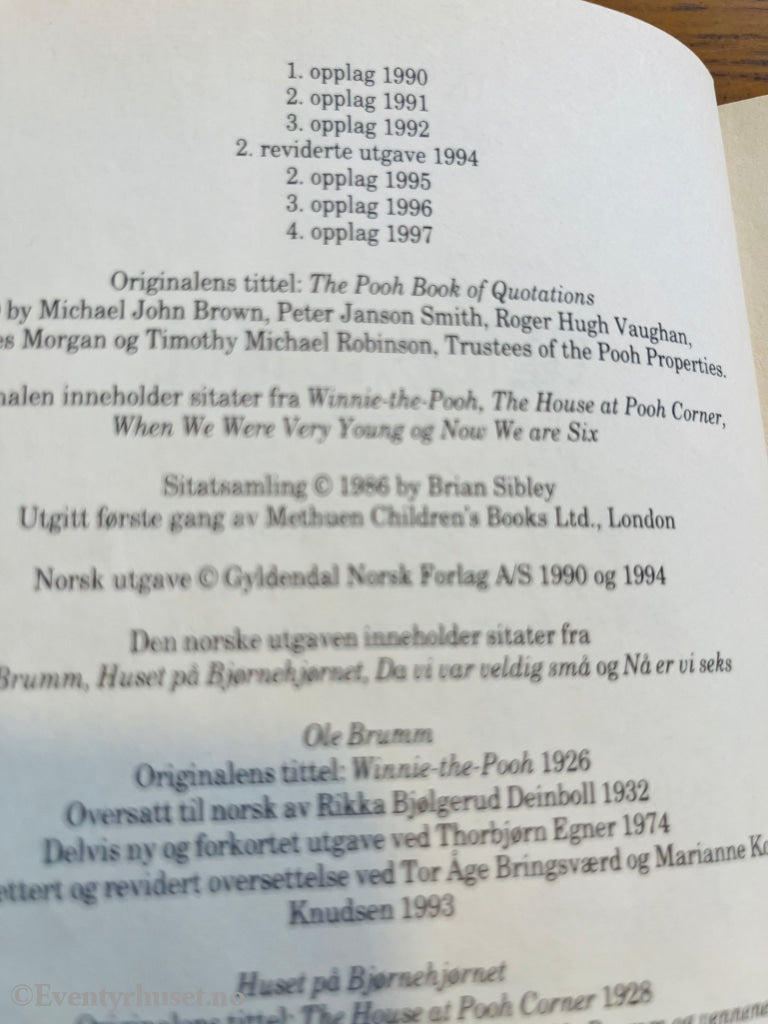 1. opplag 1990
2. opplag 1991
3. opplag 1992
2. reviderte utgave 1994
2. opplag 1995
3. opplag 1996
4. opplag 1997
Originalens tittel: The Pooh Book of Quotations
by Michael John Brown, Peter Janson Smith, Roger Hugh Vaughan,
es Morgan og Timothy Michael Robinson, Trustees of the Pooh Properties.
nalen inneholder sitater fra Winnie-the-Pooh, The House at Pooh Corner,
When We Were Very Young og Now We are Six
Sitatsamling © 1986 by Brian Sibley
Utgitt første gang av Methuen Children's Books Ltd., London
Norsk utgave © Gyldendal Norsk Forlag A/S 1990 og 1994
Den norske utgaven inneholder sitater fra
Brumm, Huset på Bjørnehjørnet, Da vi var veldig små og Nå er vi seks
Ole Brumm
Originalens tittel: Winnie-the-Pooh 1926
Oversatt til norsk av Rikka Bjølgerud Deinboll 1932
Delvis ny og forkortet utgave ved Thorbjørn Egner 1974
ettert og revidert oversettelse ved Tor Åge Bringsværd og Marianne Ko
Knudsen 1993
Huset på Bjørnehjørnet
Originalens tittel: The House at Pooh Corner 1928
©Eventyrhuset.no